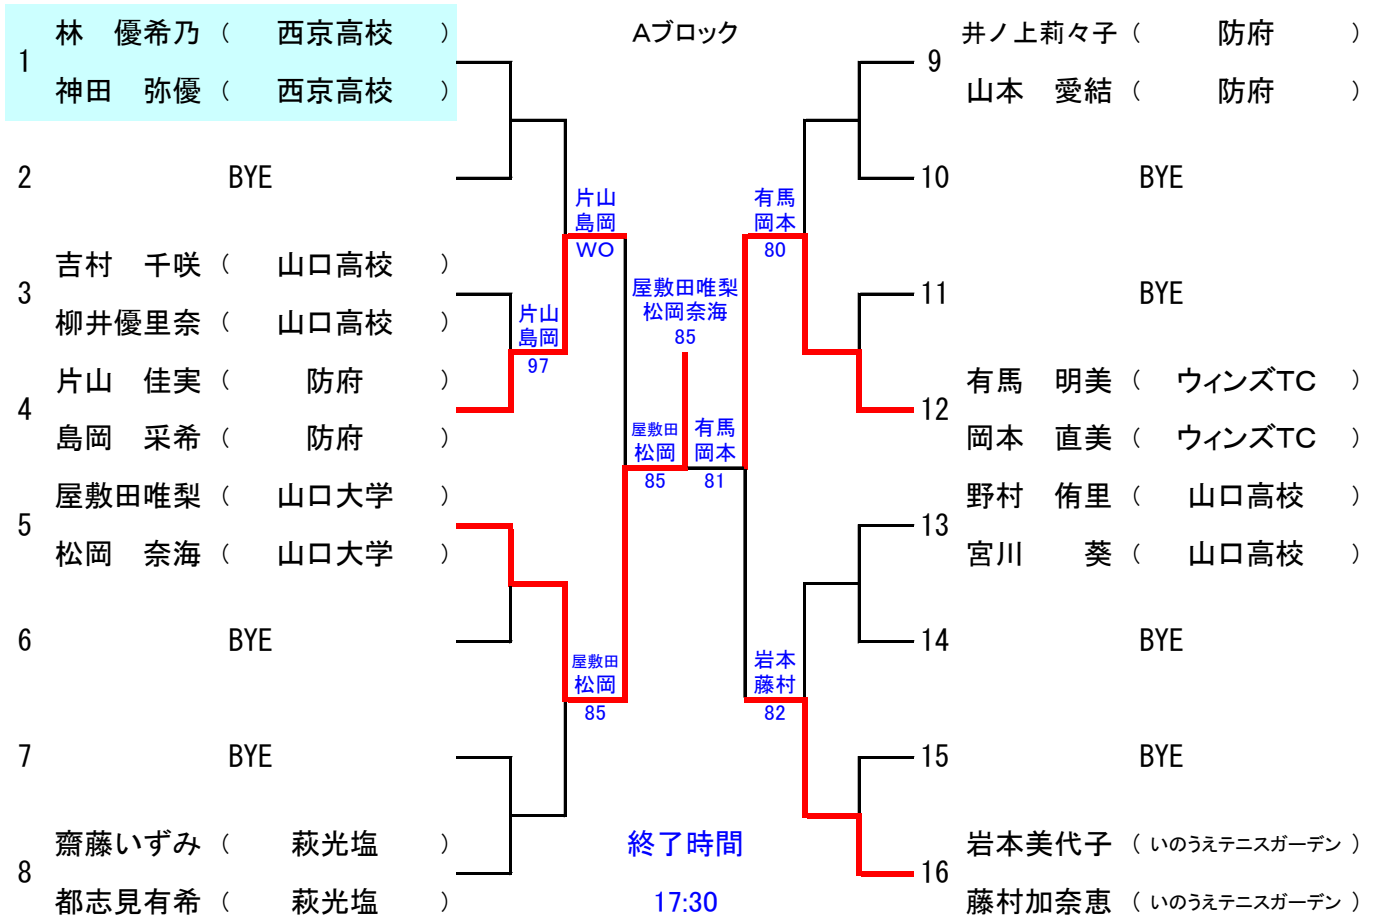 Aブロック
1
林　優希乃（　西京高校　）
神田　弥優（　西京高校　）
2　BYE
3
吉村　千咲（　山口高校　）
柳井優里奈（　山口高校　）
4
片山　佳実（　防府　）
島岡　采希（　防府　）
5
屋敷田唯梨（　山口大学　）
松岡　奈海（　山口大学　）
6　BYE
7　BYE
8
齋藤いずみ（　萩光塩　）
都志見有希（　萩光塩　）
片山
島岡
97
片山
島岡
WO
屋敷田
松岡
85
屋敷田
松岡
85
屋敷田唯梨
松岡奈海
85
有馬
岡本
81
有馬
岡本
80
岩本
藤村
82
終了時間
17:30
9
井ノ上莉々子（　防府　）
山本　愛結（　防府　）
10　BYE
11　BYE
12
有馬　明美（　ウィンズTC　）
岡本　直美（　ウィンズTC　）
13
野村　侑里（　山口高校　）
宮川　葵（　山口高校　）
14　BYE
15　BYE
16
岩本美代子（いのうえテニスガーデン）
藤村加奈恵（いのうえテニスガーデン）